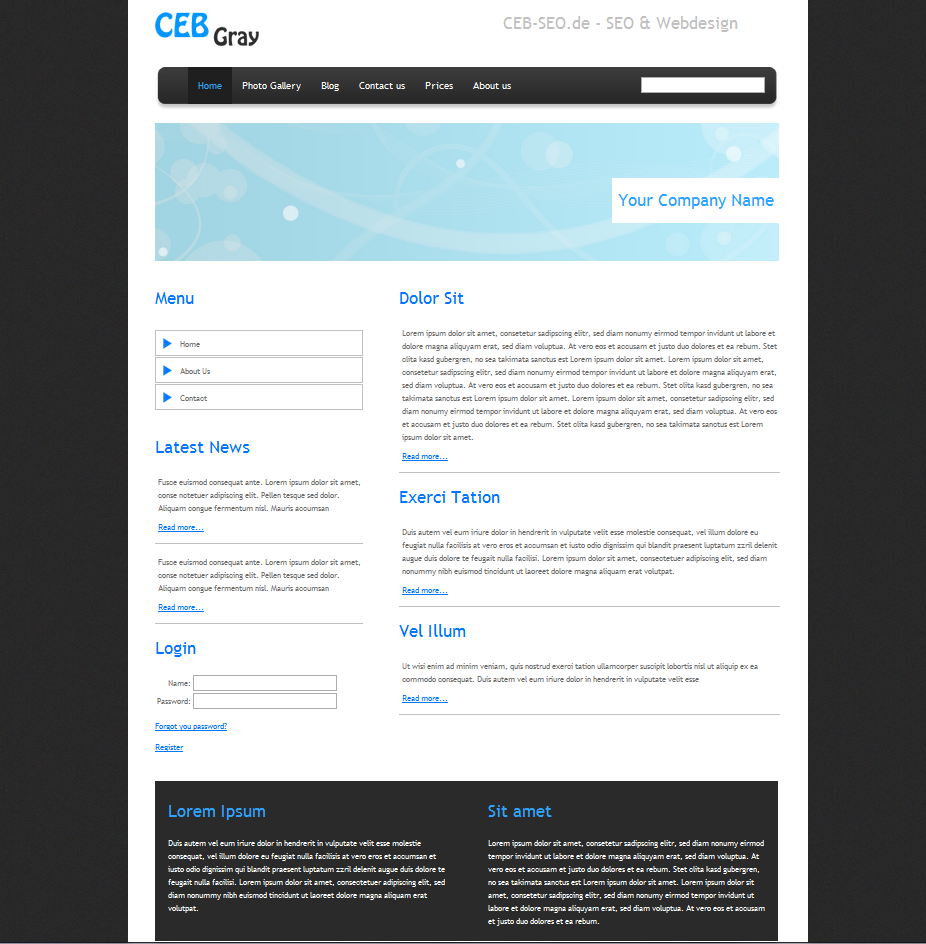 CEB Gray
CEB-SEO.de - SEO & Webdesign
Home Photo Gallery Blog Contact us Prices About us
Your Company Name
Menu
Home
About Us
Contact
Latest News
Fusce euismod consequat ante. Lorem ipsum dolor sit amet,
conse notetuer adipiscing elit. Pellen tesque sed dolor.
Aliquam congue fermentum nisl. Mauris accumsan
Read more...
Fusce euismod consequat ante. Lorem ipsum dolor sit amet,
conse notetuer adipiscing elit. Pellen tesque sed dolor.
Aliquam congue fermentum nisl. Mauris accumsan
Read more...
Login
Name:
Password:
Forgot you password?
Register
Dolor Sit
Lorem ipsum dolor sit amet, consetetur sadipscing elitr, sed diam nonumy eirmod tempor invidunt ut labore et
dolore magna aliquyam erat, sed diam voluptua. At vero eos et accusam et justo duo dolores et ea rebum. Stet
clita kasd gubergren, no sea takimata sanctus est Lorem ipsum dolor sit amet. Lorem ipsum dolor sit amet,
consetetur sadipscing elitr, sed diam nonumy eirmod tempor invidunt ut labore et dolore magna aliquyam erat,
sed diam voluptua. At vero eos et accusam et justo duo dolores et ea rebum. Stet clita kasd gubergren, no sea
takimata sanctus est Lorem ipsum dolor sit amet. Lorem ipsum dolor sit amet, consetetur sadipscing elitr, sed
diam nonumy eirmod tempor invidunt ut labore et dolore magna aliquyam erat, sed diam voluptua. At vero eos
et accusam et justo duo dolores et ea rebum. Stet clita kasd gubergren, no sea takimata sanctus est Lorem
ipsum dolor sit amet.
Read more...
Exerci Tation
Duis autem vel eum iriure dolor in hendrerit in vulputate velit esse molestie consequat, vel illum dolore eu
feugiat nulla facilisis at vero eros et accumsan et iusto odio dignissim qui blandit praesent luptatum zzril delenit
augue duis dolore te feugait nulla facilisi. Lorem ipsum dolor sit amet, consectetuer adipiscing elit, sed diam
nonummy nibh euismod tincidunt ut laoreet dolore magna aliquam erat volutpat.
Read more...
Vel Illum
Ut wisi enim ad minim veniam, quis nostrud exerci tation ullamcorper suscipit lobortis nisl ut aliquip ex ea
commodo consequat. Duis autem vel eum iriure dolor in hendrerit in vulputate velit esse
Read more...
Lorem Ipsum
Duis autem vel eum iriure dolor in hendrerit in vulputate velit esse molestie
consequat, vel illum dolore eu feugiat nulla facilisis at vero eros et accumsan et
iusto odio dignissim qui blandit praesent luptatum zzril delenit augue duis dolore te
feugait nulla facilisi. Lorem ipsum dolor sit amet, consectetuer adipiscing elit, sed
diam nonummy nibh euismod tincidunt ut laoreet dolore magna aliquam erat
volutpat.
Sit amet
Lorem ipsum dolor sit amet, consetetur sadipscing elitr, sed diam nonumy eirmod
tempor invidunt ut labore et dolore magna aliquyam erat, sed diam voluptua. At
vero eos et accusam et justo duo dolores et ea rebum. Stet clita kasd gubergren,
no sea takimata sanctus est Lorem ipsum dolor sit amet. Lorem ipsum dolor sit
amet, consetetur sadipscing elitr, sed diam nonumy eirmod tempor invidunt ut
labore et dolore magna aliquyam erat, sed diam voluptua. At vero eos et accusam
et justo duo dolores et ea rebum.